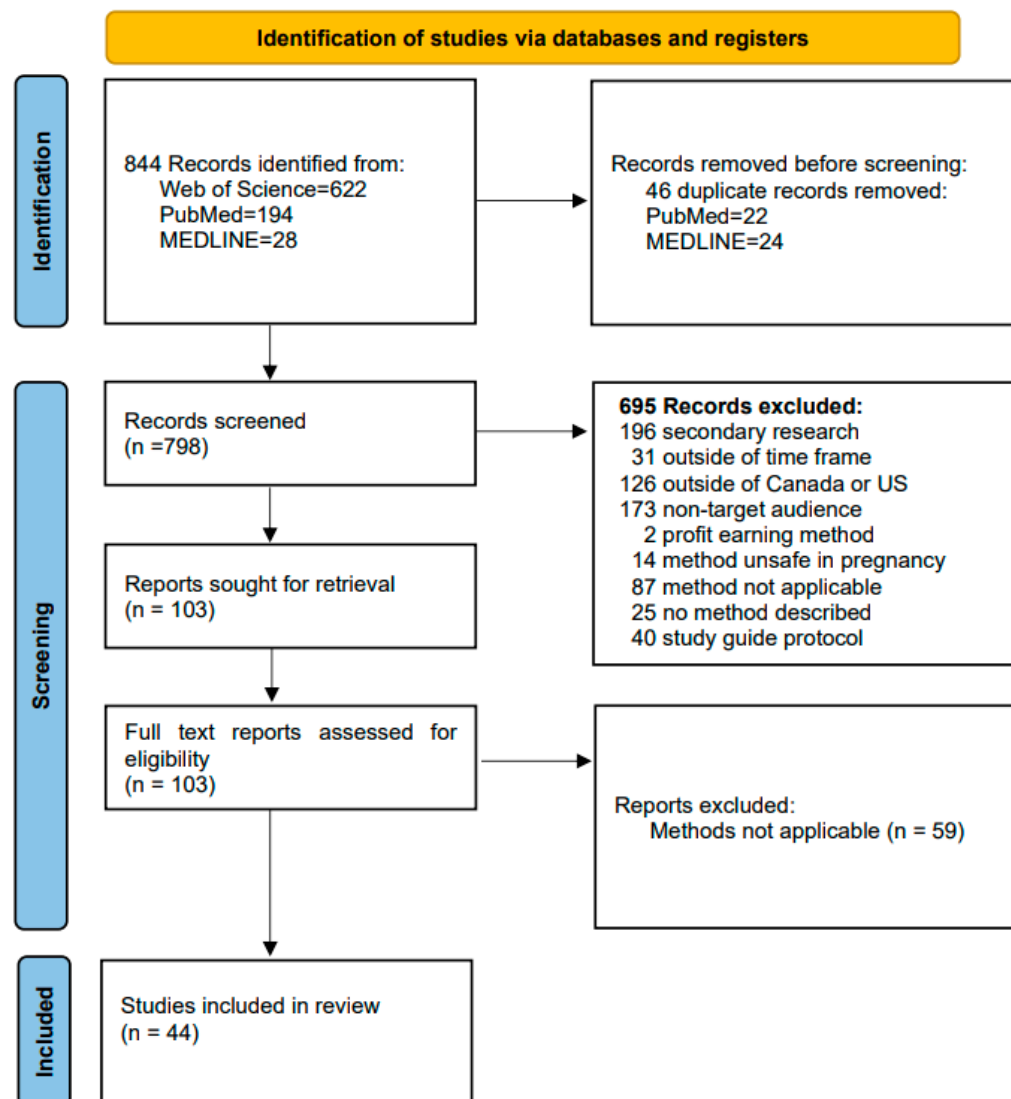 Identification of studies via databases and registers
Identification
844 Records identified from:
Web of Science=622
PubMed=194
MEDLINE=28
Records removed before screening:
46 duplicate records removed:
PubMed=22
MEDLINE=24
Screening
Records screened
(n =798)
695 Records excluded:
196 secondary research
31 outside of time frame
126 outside of Canada or US
173 non-target audience
2 profit earning method
14 method unsafe in pregnancy
87 method not applicable
25 no method described
40 study guide protocol
Reports sought for retrieval
(n = 103)
Full text reports assessed for
eligibility
(n = 103)
Reports excluded:
Methods not applicable (n = 59)
Included
Studies included in review
(n = 44)